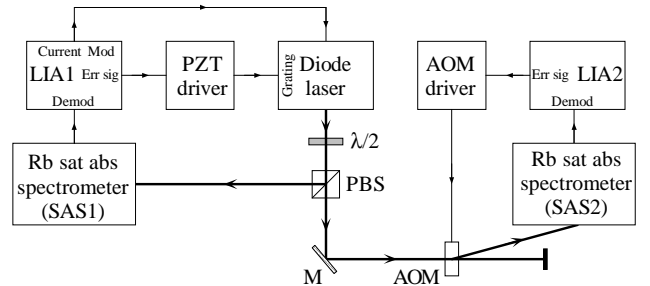 Current Mod
LIA1
Err sig
Demod
PZT
driver
Grating
Diode
laser
AOM
driver
Err sig
LIA2
Demod
λ/2
Rb sat abs
spectrometer
(SAS1)
PBS
Rb sat abs
spectrometer
(SAS2)
M
AOM